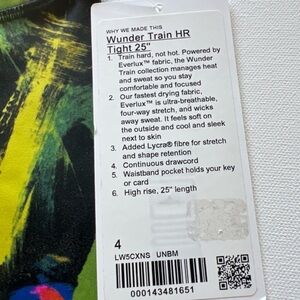 WHY WE MADE THIS
Wunder Train HR
Tight 25"
1. Train hard, not hot. Powered by
Everlux™ fabric, the Wunder
Train collection manages heat
and sweat so you stay
comfortable and focused
2. Our fastest drying fabric,
Everlux™ is ultra-breathable,
four-way stretch, and wicks
away sweat. It feels soft on
the outside and cool and sleek
next to skin
3. Added Lycra® fibre for stretch
and shape retention
4. Continuous drawcord
5. Waistband pocket holds your key
or card
6. High rise, 25" length
4
LW5CXNS UNBM
000143481651